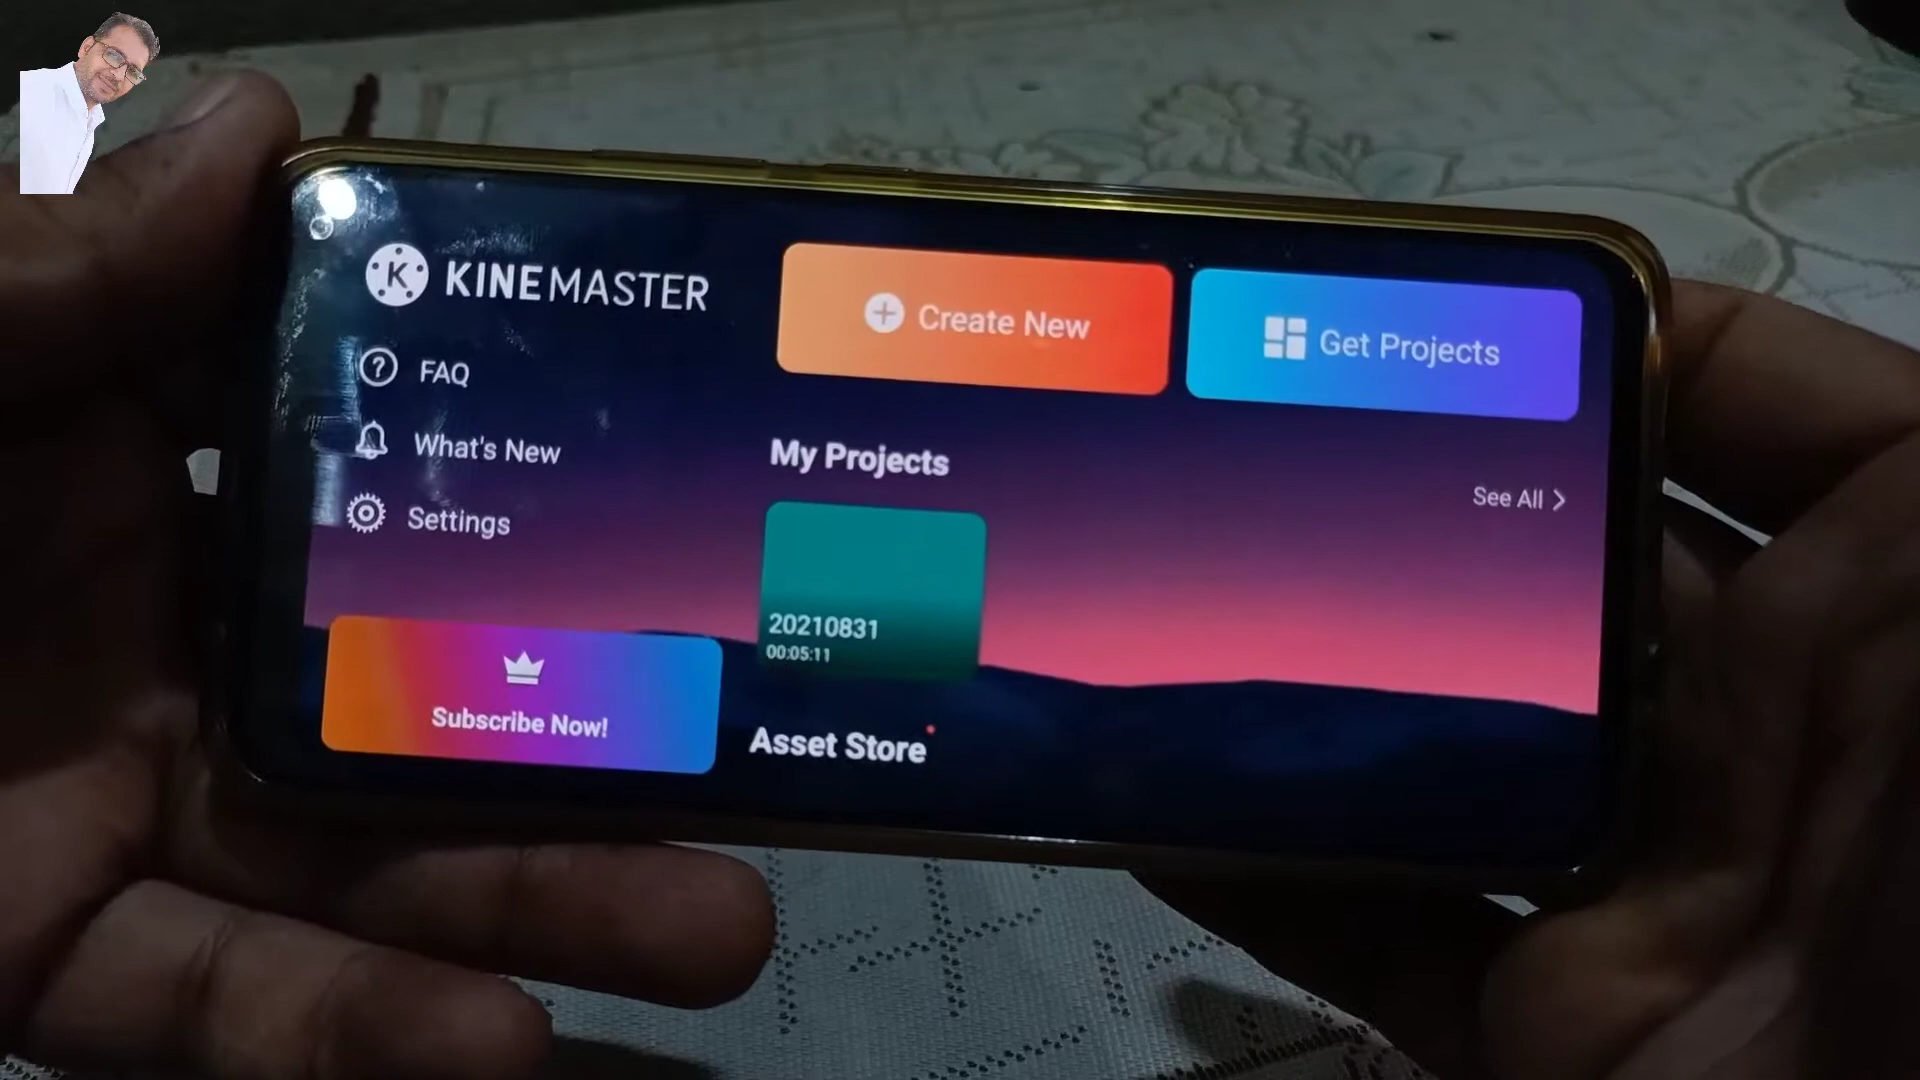 KINEMASTER
FAQ
What's New
Settings
Subscribe Now!
Create New
Get Projects
My Projects
See All
20210831
00:05:11
Asset Store